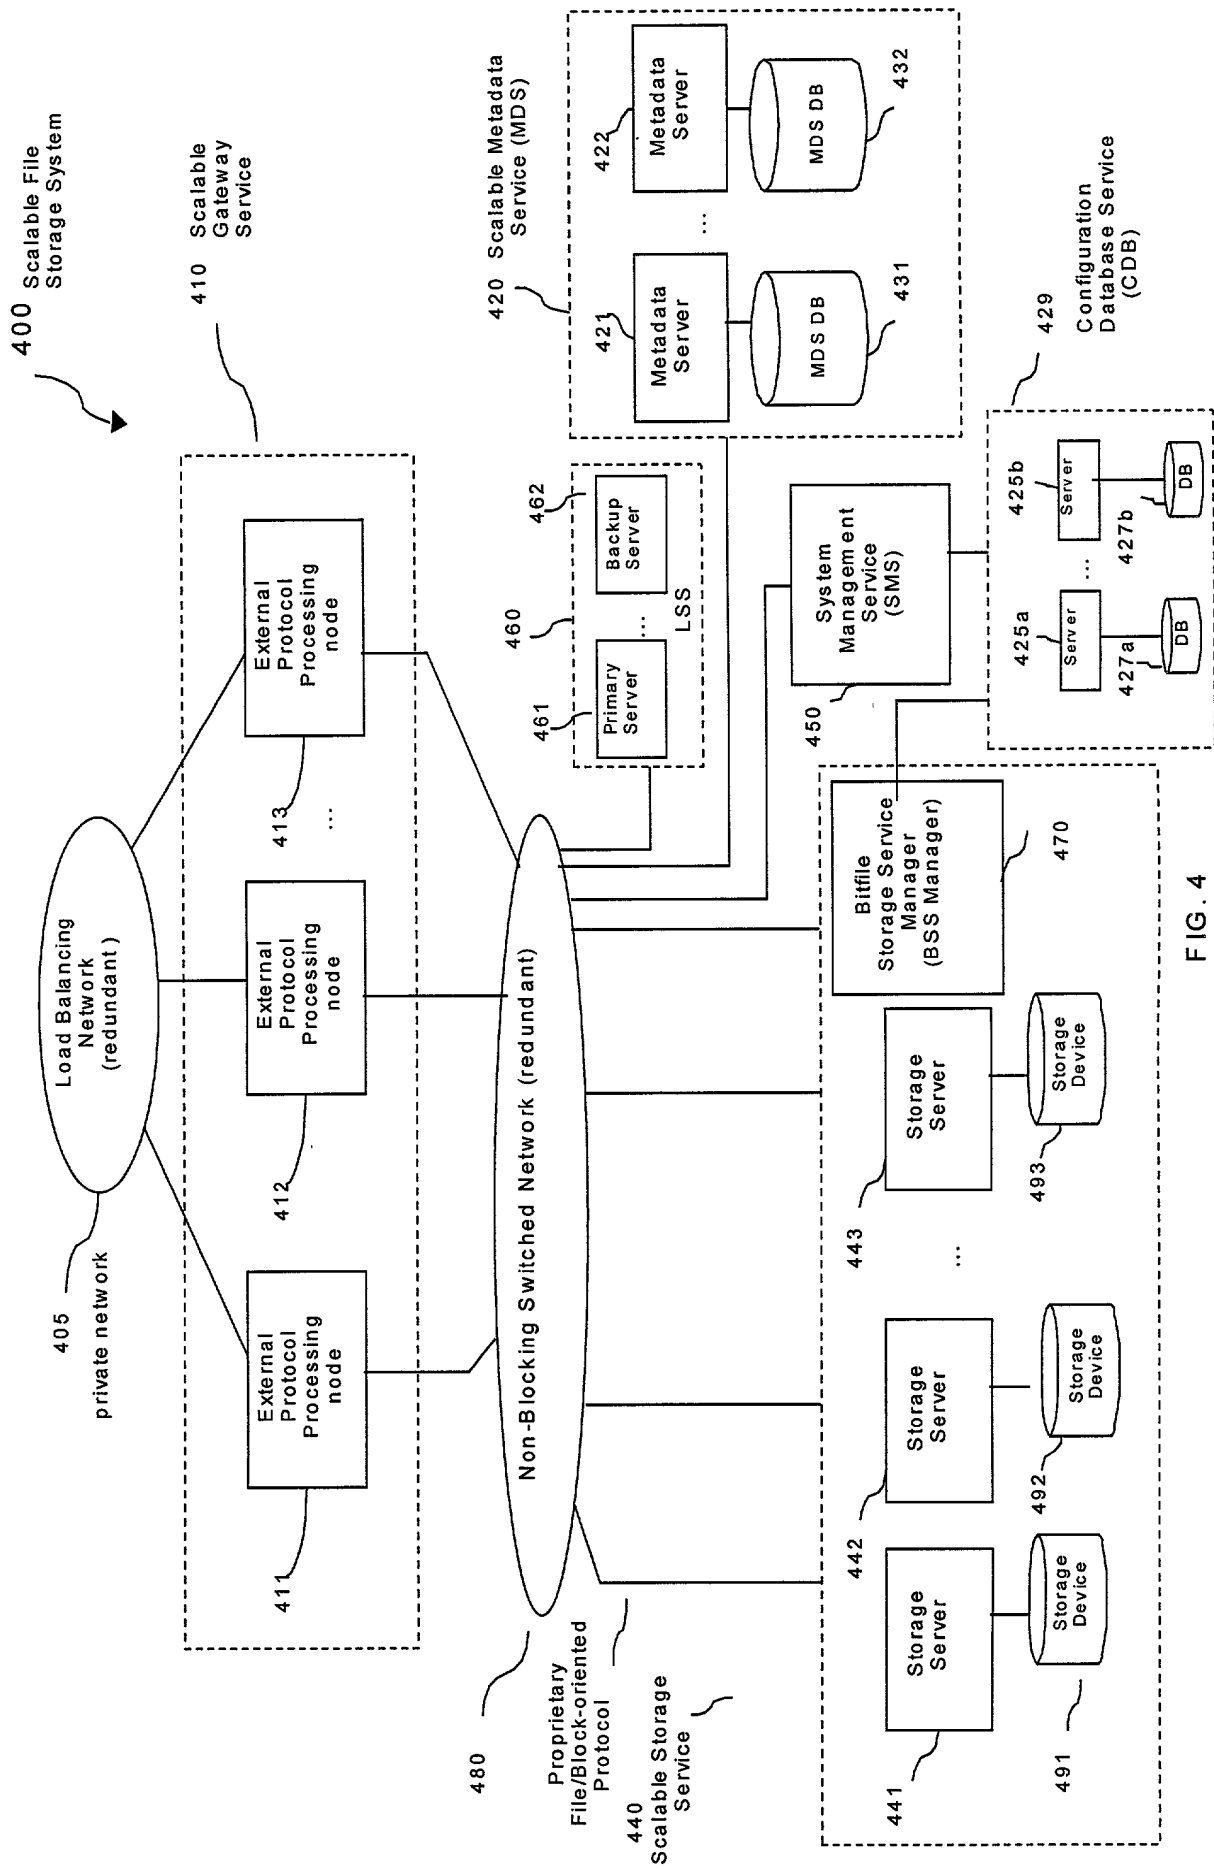 400 Scalable File
Storage System
410 Scalable
Gateway
Service
Load Balancing
Network
(redundant)
405
private network
External
Protocol
Processing
node
411
External
Protocol
Processing
node
412
External
Protocol
Processing
node
413
...
Non-Blocking Switched Network (redundant)
480
Proprietary
File/Block-oriented
Protocol
440
Scalable Storage
Service
460
461
Primary
Server
...
462
Backup
Server
LSS
420 Scalable Metadata
Service (MDS)
421
Metadata
Server
MDS DB
431
...
422
Metadata
Server
MDS DB
432
450
System
Management
Service
(SMS)
429
Configuration
Database Service
(CDB)
425a
Server
427a
DB
...
425b
Server
427b
DB
441
Storage
Server
Storage
Device
491
442
Storage
Server
Storage
Device
492
...
443
Storage
Server
Storage
Device
493
Bitfile
Storage Service
Manager
(BSS Manager)
470
FIG. 4